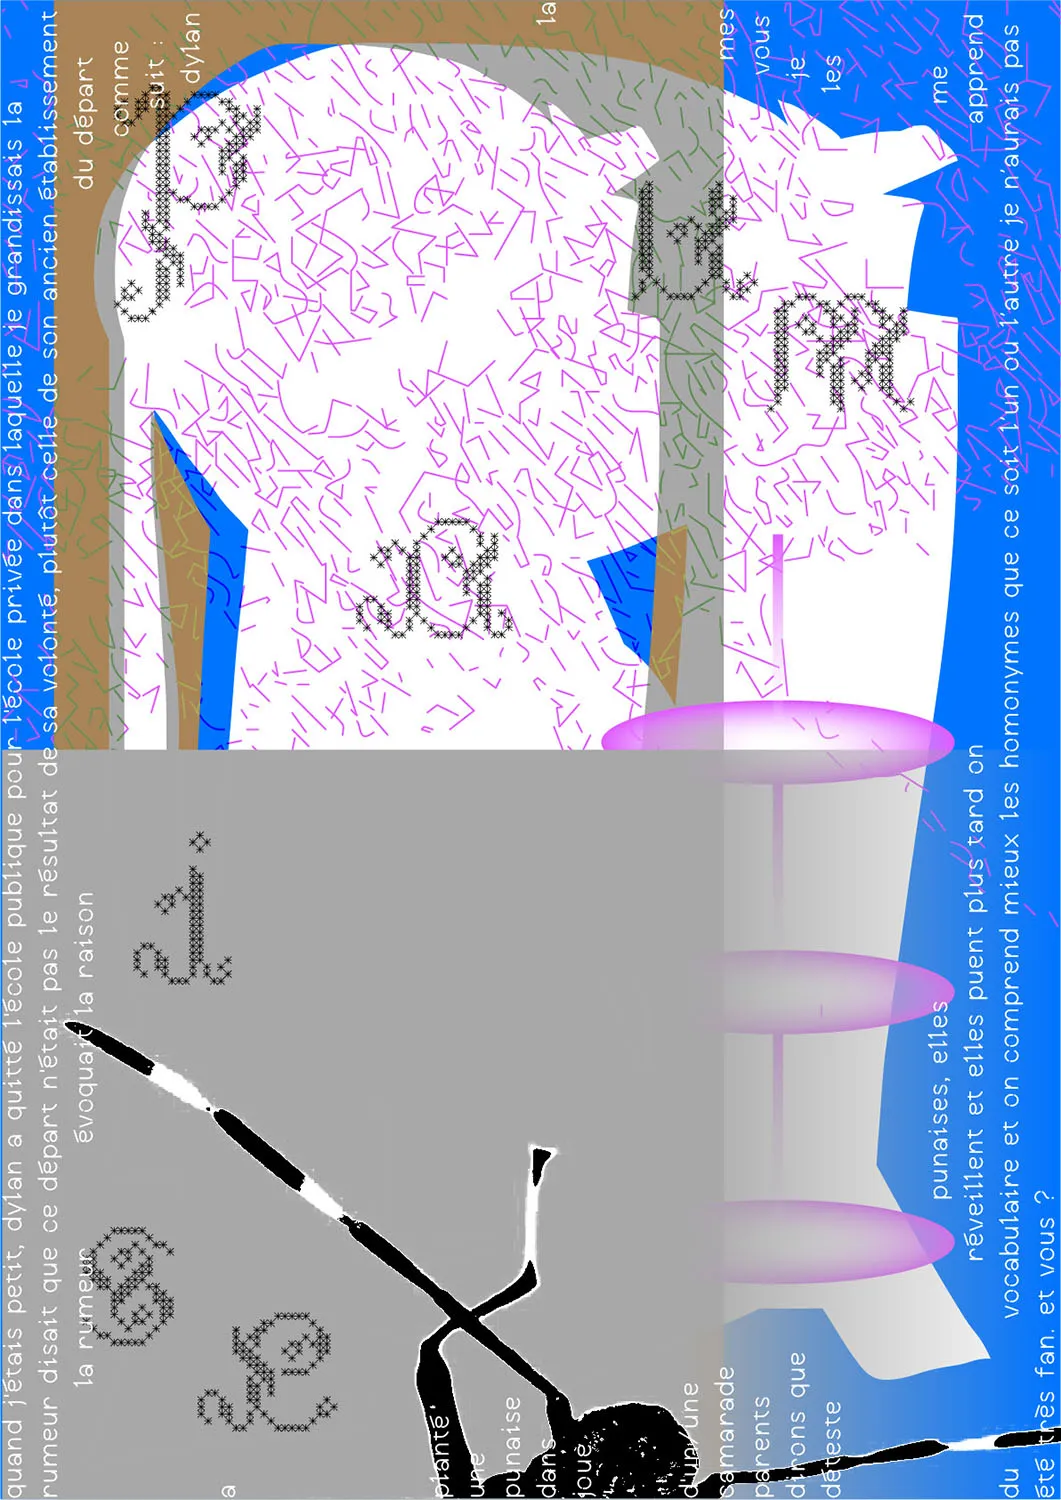 quand j'étais petit, dylan a quitté l'école publique pour l'école privée dans laquelle je grandissais la
rumeur disait que ce départ n'était pas le résultat de sa volonté, plutôt celle de son ancien établissement
la rumeur évoquait la raison du départ
comme
suit :
dylan
a
planté
une
punaise
dans la
joue
d'un/une
camarade mes
parents vous
dirons que je
déteste les
punaises, elles me
réveillent et elles puent plus tard on apprend
du vocabulaire et on comprend mieux les homonymes que ce soit l'un ou l'autre je n'aurais pas
été très fan. et vous ?